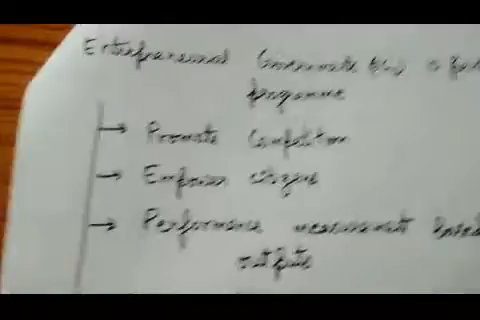 Entrepreneurial Government
programme
→ Promote Competition
→ Empower citizens
→ Performance measurement based
outputs